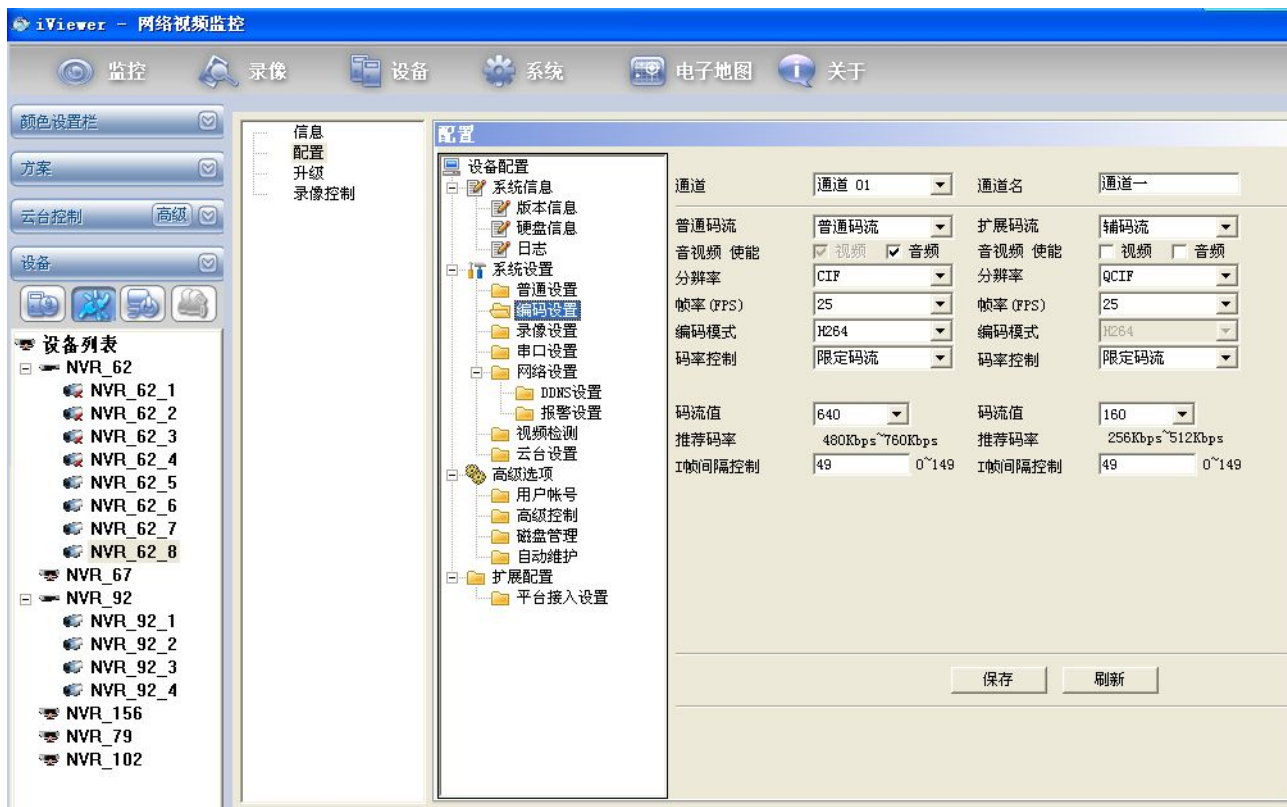 iViewer - 网络视频监控
监控 录像 设备 系统 电子地图 关于
颜色设置栏
方案
云台控制 高级
设备
设备列表
NVR_62
NVR_62_1
NVR_62_2
NVR_62_3
NVR_62_4
NVR_62_5
NVR_62_6
NVR_62_7
NVR_62_8
NVR_67
NVR_92
NVR_92_1
NVR_92_2
NVR_92_3
NVR_92_4
NVR_156
NVR_79
NVR_102
信息
配置
升级
录像控制
配置
设备配置
系统信息
版本信息
硬盘信息
日志
系统设置
普通设置
编码设置
录像设置
串口设置
网络设置
DDNS设置
报警设置
视频检测
云台设置
高级选项
用户帐号
高级控制
磁盘管理
自动维护
扩展配置
平台接入设置
通道 通道 01 通道名 通道一
普通码流 普通码流 扩展码流 辅码流
音视频 使能 视频 音频 音视频 使能 视频 音频
分辨率 CIF 分辨率 QCIF
帧率(FPS) 25 帧率(FPS) 25
编码模式 H264 编码模式 H264
码率控制 限定码流 码率控制 限定码流
码流值 640 码流值 160
推荐码率 480Kbps~760Kbps 推荐码率 256Kbps~512Kbps
I帧间隔控制 49 0~149 I帧间隔控制 49 0~149
保存 刷新